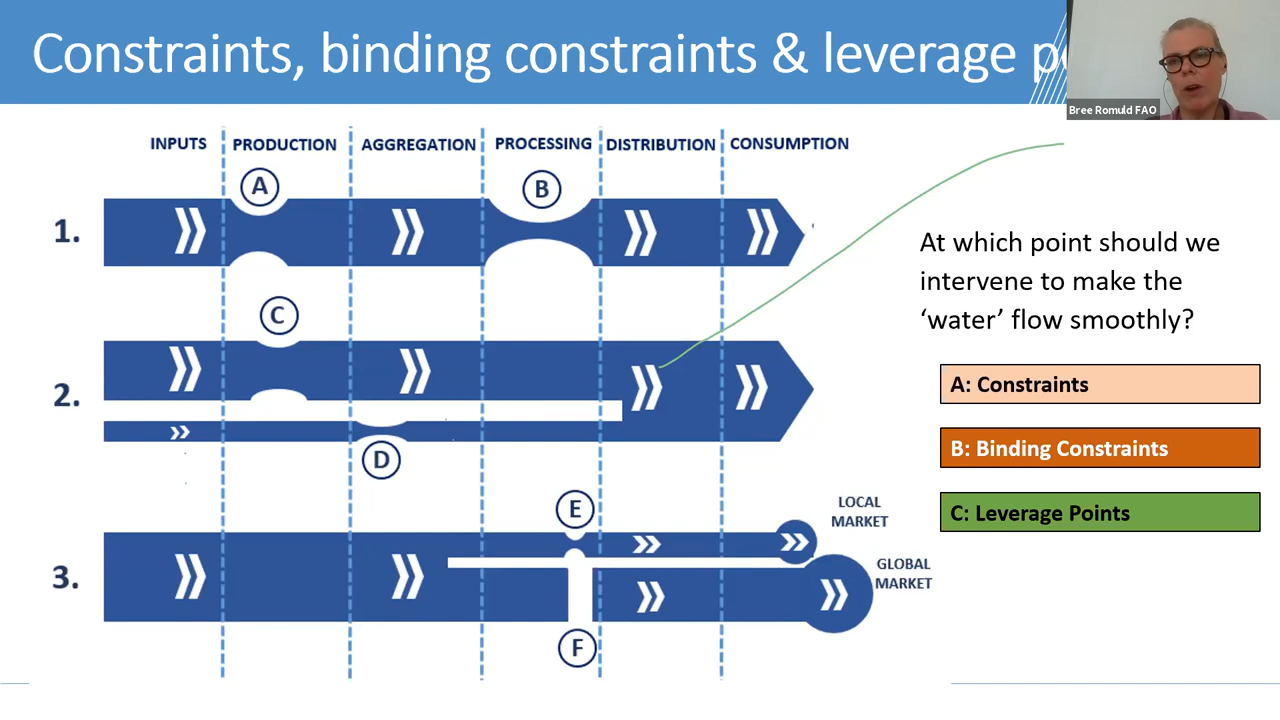 Constraints, binding constraints & leverage
Bree Romuld FAO
INPUTS PRODUCTION AGGREGATION PROCESSING DISTRIBUTION CONSUMPTION
A
B
1.
C
2.
D
E
LOCAL
MARKET
GLOBAL
MARKET
3.
F
At which point should we
intervene to make the
‘water’ flow smoothly?
A: Constraints
B: Binding Constraints
C: Leverage Points